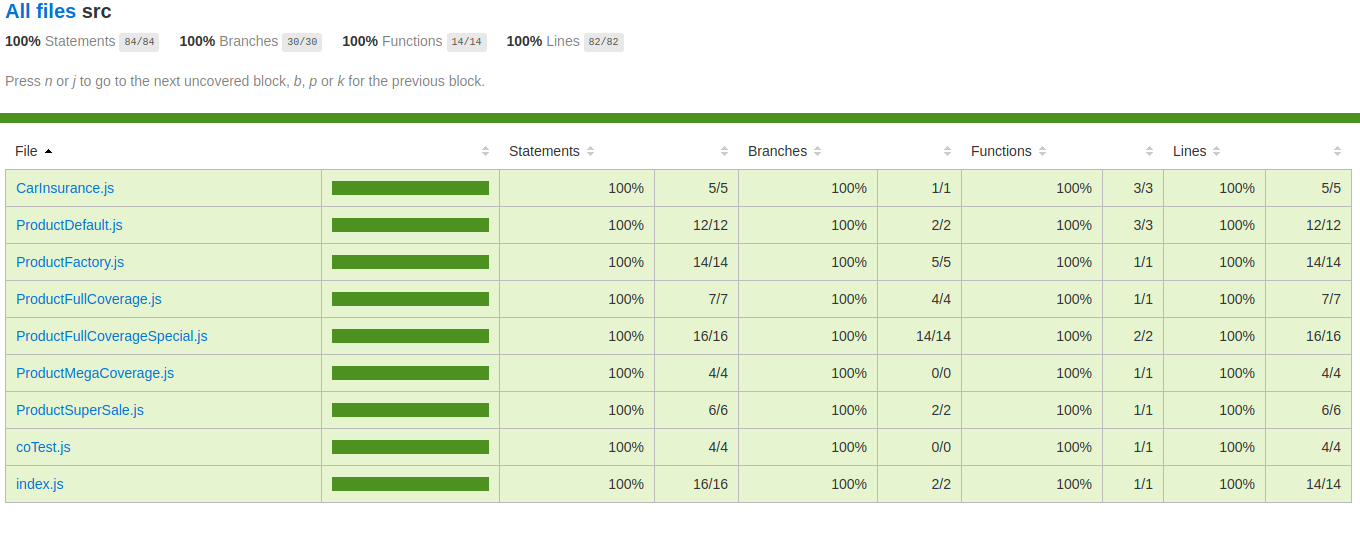 All files src
100% Statements 84/84 100% Branches 30/30 100% Functions 14/14 100% Lines 82/82
Press n or j to go to the next uncovered block, b, p or k for the previous block.
File Statements Branches Functions Lines
CarInsurance.js 100% 5/5 100% 1/1 100% 3/3 100% 5/5
ProductDefault.js 100% 12/12 100% 2/2 100% 3/3 100% 12/12
ProductFactory.js 100% 14/14 100% 5/5 100% 1/1 100% 14/14
ProductFullCoverage.js 100% 7/7 100% 4/4 100% 1/1 100% 7/7
ProductFullCoverageSpecial.js 100% 16/16 100% 14/14 100% 2/2 100% 16/16
ProductMegaCoverage.js 100% 4/4 100% 0/0 100% 1/1 100% 4/4
ProductSuperSale.js 100% 6/6 100% 2/2 100% 1/1 100% 6/6
coTest.js 100% 4/4 100% 0/0 100% 1/1 100% 4/4
index.js 100% 16/16 100% 2/2 100% 1/1 100% 14/14